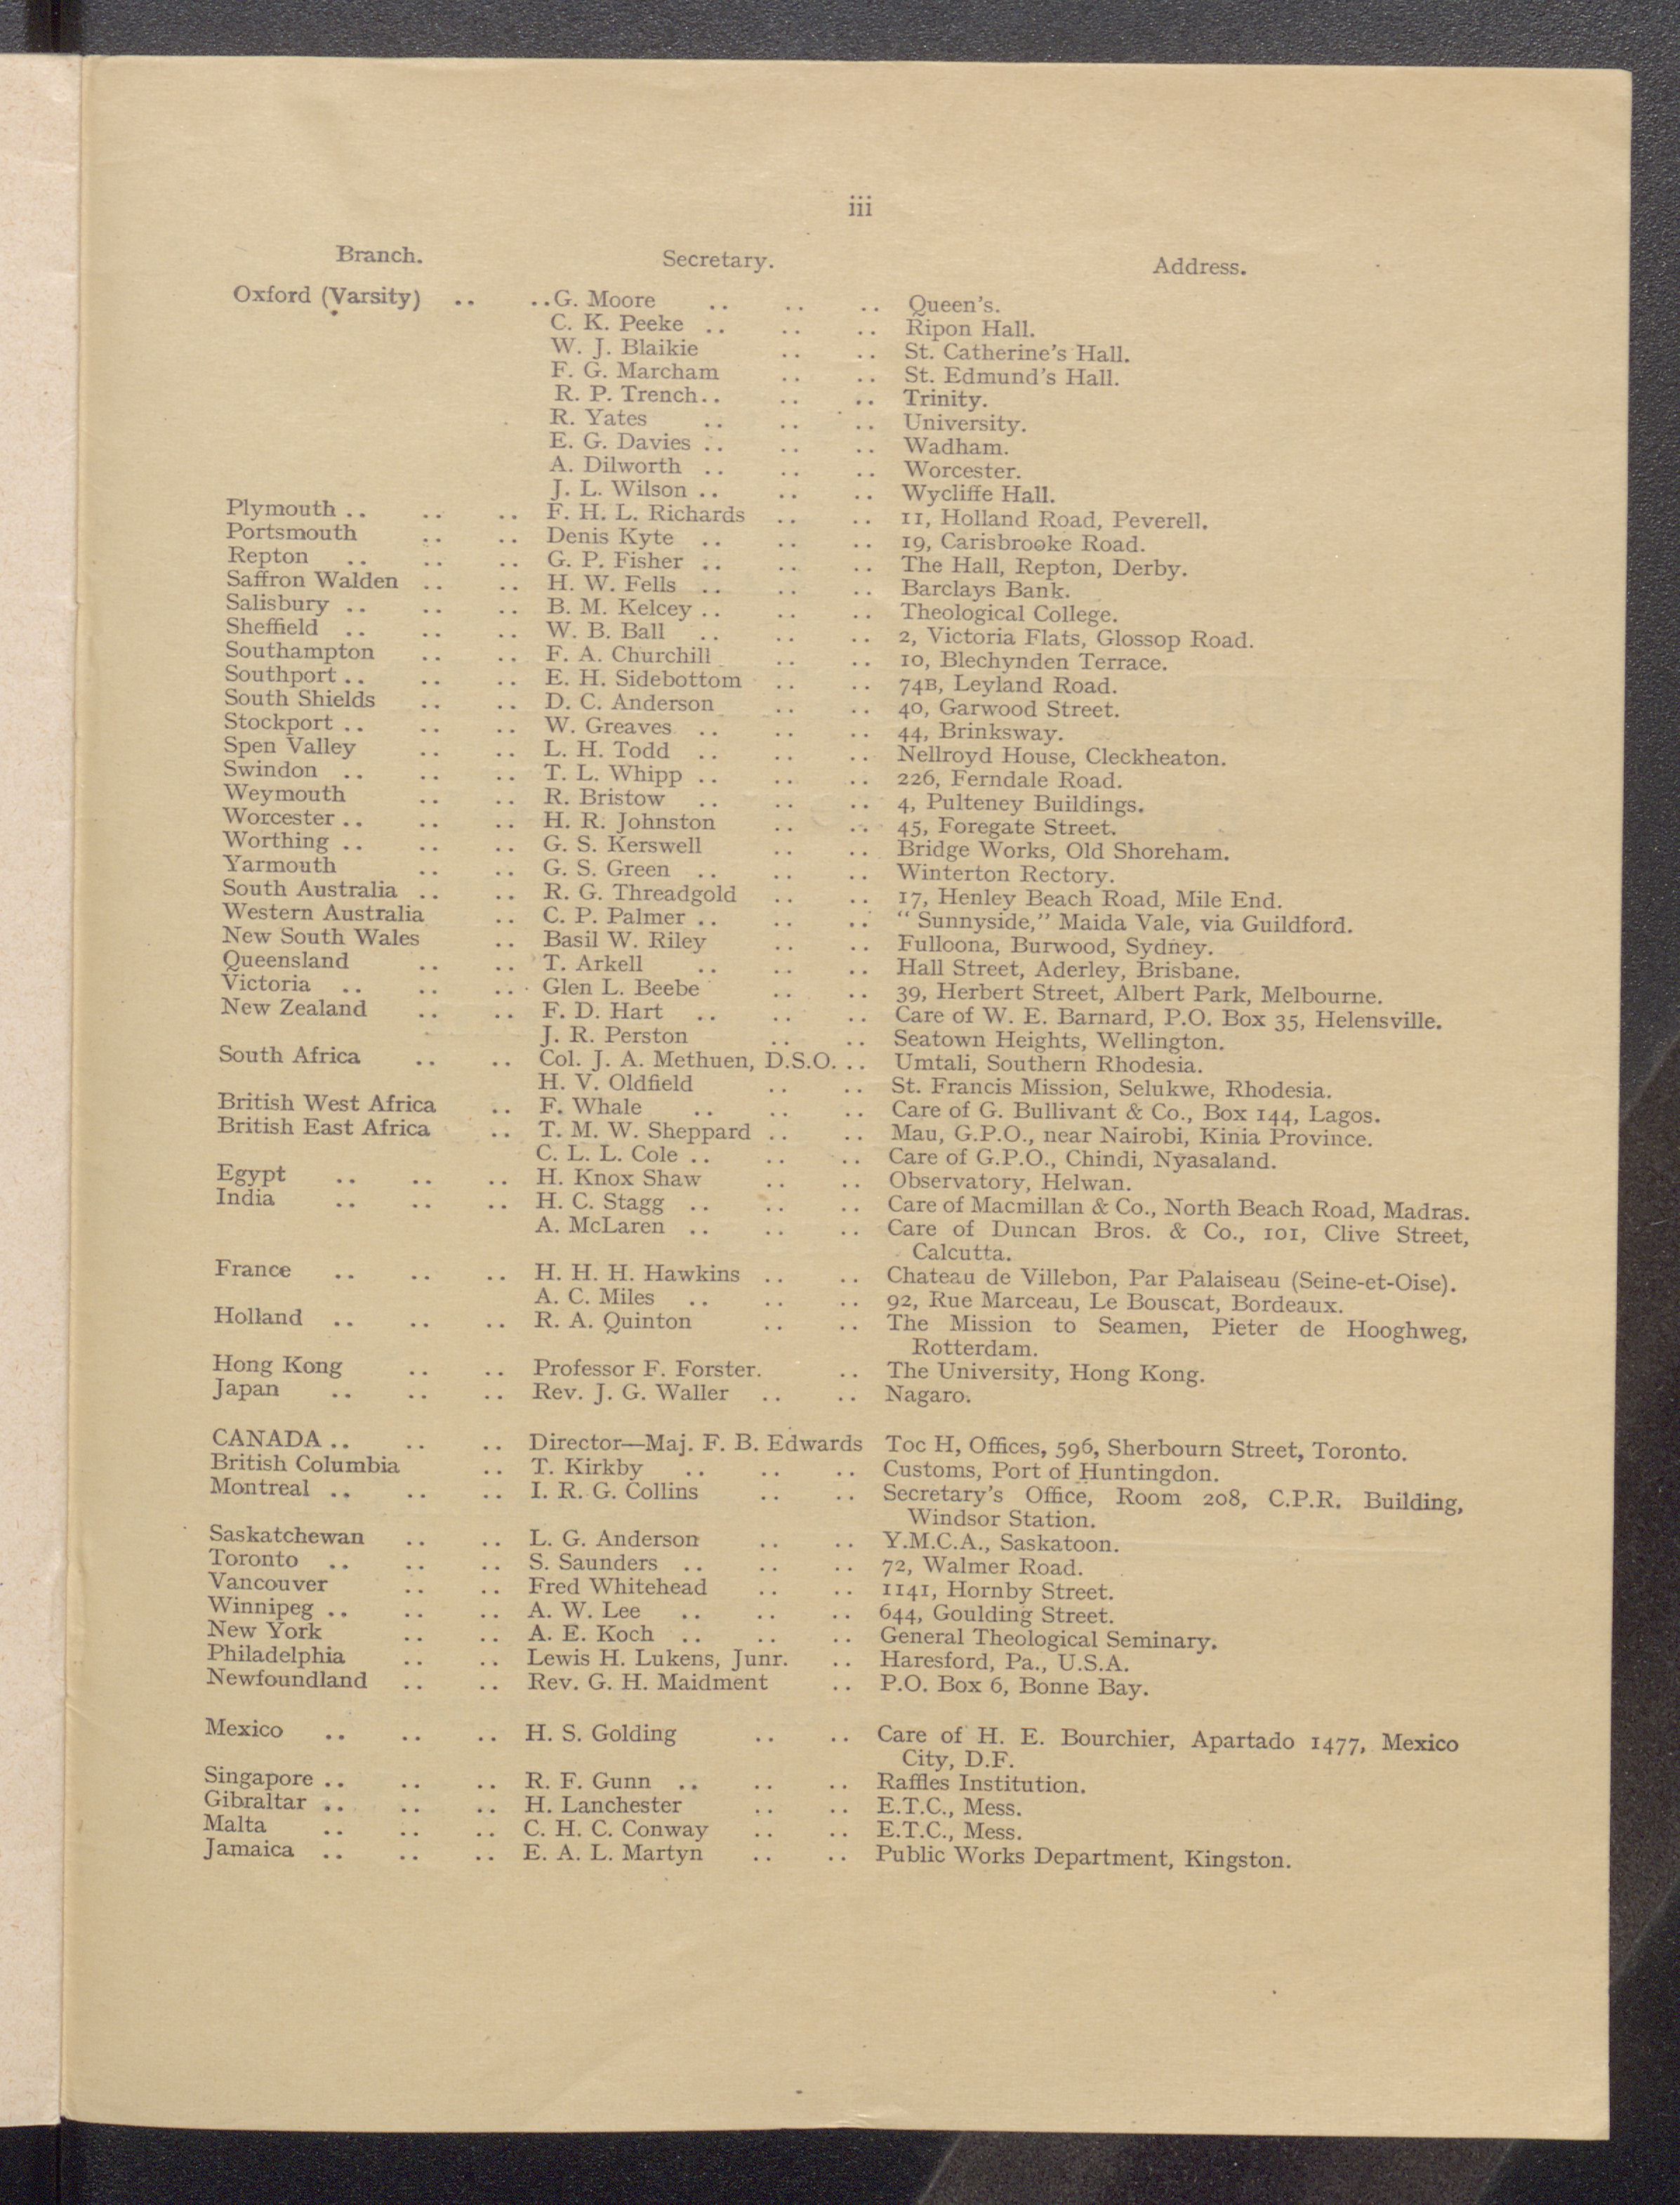 iii
Branch. Secretary. Address.
Oxford (Varsity) .. .. G. Moore .. .. .. Queen's.
C. K. Peeke .. .. .. Ripon Hall.
W. J. Blaikie .. .. St. Catherine's Hall.
F. G. Marcham .. .. St. Edmund's Hall.
R. P. Trench .. .. .. Trinity.
R. Yates .. .. .. University.
E. G. Davies .. .. .. Wadham.
A. Dilworth .. .. .. Worcester.
J. L. Wilson .. .. .. Wycliffe Hall.
Plymouth .. .. .. F. H. L. Richards .. .. 11, Holland Road, Peverell.
Portsmouth .. .. Denis Kyte .. .. .. 19, Carisbrooke Road.
Repton .. .. .. G. P. Fisher .. .. .. The Hall, Repton, Derby.
Saffron Walden .. .. H. W. Fells .. .. .. Barclays Bank.
Salisbury .. .. .. B. M. Kelcey .. .. .. Theological College.
Sheffield .. .. .. W. B. Ball .. .. .. 2, Victoria Flats, Glossop Road.
Southampton .. .. F. A. Churchill .. .. 10, Blechynden Terrace.
Southport .. .. .. E. H. Sidebottom .. .. 74B, Leyland Road.
South Shields .. .. D. C. Anderson .. .. 40, Garwood Street.
Stockport .. .. .. W. Greaves .. .. .. 44, Brinksway.
Spen Valley .. .. L. H. Todd .. .. .. Nellroyd House, Cleckheaton.
Swindon .. .. .. T. L. Whipp .. .. .. 226, Ferndale Road.
Weymouth .. .. R. Bristow .. .. .. 4, Pulteney Buildings.
Worcester .. .. .. H. R. Johnston .. .. 45, Foregate Street.
Worthing .. .. .. G. S. Kerswell .. .. Bridge Works, Old Shoreham.
Yarmouth .. .. G. S. Green .. .. .. Winterton Rectory.
South Australia .. .. R. G. Threadgold .. .. 17, Henley Beach Road, Mile End.
Western Australia .. C. P. Palmer .. .. .. "Sunnyside," Maida Vale, via Guildford.
New South Wales .. Basil W. Riley .. .. Fulloona, Burwood, Sydney.
Queensland .. .. T. Arkell .. .. .. Hall Street, Aderley, Brisbane.
Victoria .. .. .. Glen L. Beebe .. .. 39, Herbert Street, Albert Park, Melbourne.
New Zealand .. .. F. D. Hart .. .. .. Care of W. E. Barnard, P.O. Box 35, Helensville.
J. R. Perston .. .. Seatown Heights, Wellington.
South Africa .. .. Col. J. A. Methuen, D.S.O. .. Umtali, Southern Rhodesia.
H. V. Oldfield .. .. St. Francis Mission, Selukwe, Rhodesia.
British West Africa .. F. Whale .. .. .. Care of G. Bullivant & Co., Box 144, Lagos.
British East Africa .. T. M. W. Sheppard .. .. Mau, G.P.O., near Nairobi, Kinia Province.
C. L. L. Cole .. .. .. Care of G.P.O., Chindi, Nyasaland.
Egypt .. .. .. H. Knox Shaw .. .. Observatory, Helwan.
India .. .. .. H. C. Stagg .. .. .. Care of Macmillan & Co., North Beach Road, Madras.
A. McLaren .. .. .. Care of Duncan Bros. & Co., 101, Clive Street,
Calcutta.
France .. .. .. H. H. H. Hawkins .. .. Chateau de Villebon, Par Palaiseau (Seine-et-Oise).
A. C. Miles .. .. .. 92, Rue Marceau, Le Bouscat, Bordeaux.
Holland .. .. .. R. A. Quinton .. .. The Mission to Seamen, Pieter de Hooghweg,
Rotterdam.
Hong Kong .. .. Professor F. Forster. .. The University, Hong Kong.
Japan .. .. .. Rev. J. G. Waller .. .. Nagaro.
CANADA .. .. .. Director—Maj. F. B. Edwards Toc H, Offices, 596, Sherbourn Street, Toronto.
British Columbia .. T. Kirkby .. .. .. Customs, Port of Huntingdon.
Montreal .. .. .. I. R. G. Collins .. .. Secretary's Office, Room 208, C.P.R. Building,
Windsor Station.
Saskatchewan .. .. L. G. Anderson .. .. Y.M.C.A., Saskatoon.
Toronto .. .. .. S. Saunders .. .. .. 72, Walmer Road.
Vancouver .. .. Fred Whitehead .. .. 1141, Hornby Street.
Winnipeg .. .. .. A. W. Lee .. .. .. 644, Goulding Street.
New York .. .. A. E. Koch .. .. .. General Theological Seminary.
Philadelphia .. .. Lewis H. Lukens, Junr. .. Haresford, Pa., U.S.A.
Newfoundland .. .. Rev. G. H. Maidment .. P.O. Box 6, Bonne Bay.
Mexico .. .. .. H. S. Golding .. .. Care of H. E. Bourchier, Apartado 1477, Mexico
City, D.F.
Singapore .. .. .. R. F. Gunn .. .. .. Raffles Institution.
Gibraltar .. .. .. H. Lanchester .. .. E.T.C., Mess.
Malta .. .. .. C. H. C. Conway .. .. E.T.C., Mess.
Jamaica .. .. .. E. A. L. Martyn .. .. Public Works Department, Kingston.